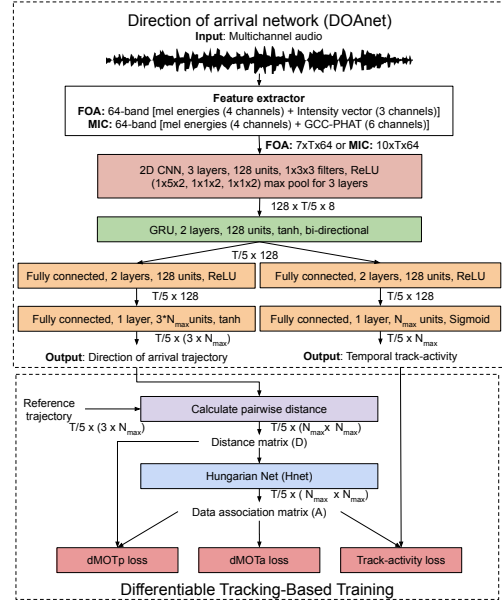 Direction of arrival network (DOAnet)
Input: Multichannel audio
Feature extractor
FOA: 64-band [mel energies (4 channels) + Intensity vector (3 channels)]
MIC: 64-band [mel energies (4 channels) + GCC-PHAT (6 channels)]
FOA: 7xTx64 or MIC: 10xTx64
2D CNN, 3 layers, 128 units, 1x3x3 filters, ReLU
(1x5x2, 1x1x2, 1x1x2) max pool for 3 layers
128 x T/5 x 8
GRU, 2 layers, 128 units, tanh, bi-directional
T/5 x 128
Fully connected, 2 layers, 128 units, ReLU
Fully connected, 2 layers, 128 units, ReLU
T/5 x 128
T/5 x 128
Fully connected, 1 layer, 3*Nmax units, tanh
Fully connected, 1 layer, Nmax units, Sigmoid
T/5 x (3 x Nmax)
T/5 x Nmax
Output: Direction of arrival trajectory
Output: Temporal track-activity
Reference
trajectory
Calculate pairwise distance
T/5 x (3 x Nmax)
T/5 x (Nmax x Nmax)
Distance matrix (D)
Hungarian Net (Hnet)
T/5 x ( Nmax x Nmax)
Data association matrix (A)
dMOTp loss
dMOTa loss
Track-activity loss
Differentiable Tracking-Based Training